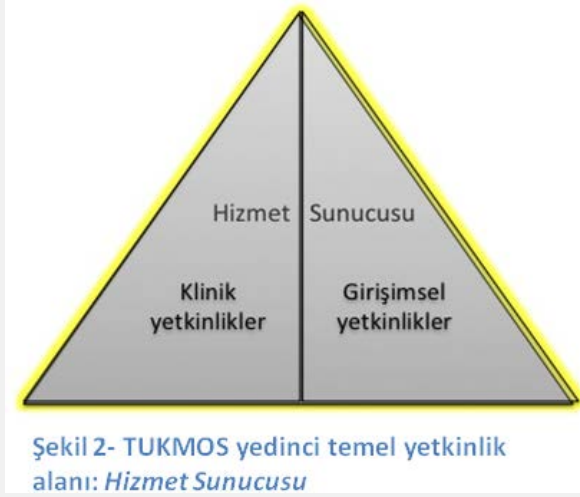 Hizmet Sunucusu
Klinik yetkinlikler
Girişimsel yetkinlikler
Şekil 2- TUKMOS yedinci temel yetkinlik
alanı: Hizmet Sunucusu